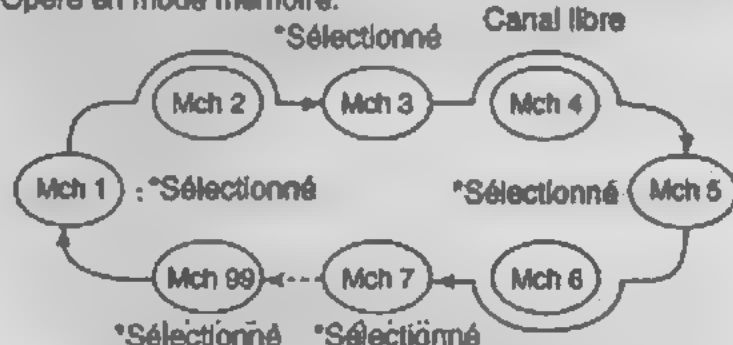 Opère en mode mémoire.
*Sélectionné
Canal libre
Mch 2
Mch 3
Mch 4
Mch 1
: *Sélectionné
*Sélectionné
Mch 5
Mch 99
Mch 7
Mch 6
*Sélectionné
*Sélectionné